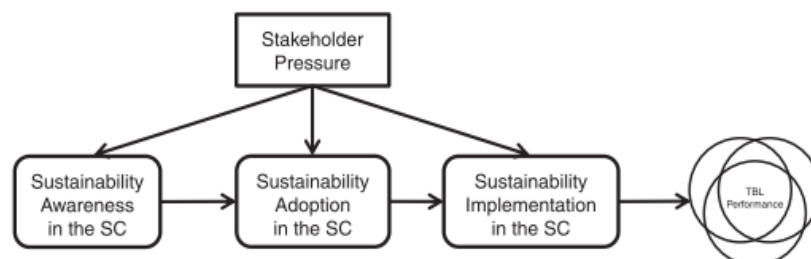 Stakeholder
Pressure
Sustainability
Awareness
in the SC
Sustainability
Adoption
in the SC
Sustainability
Implementation
in the SC
TBL
Performance